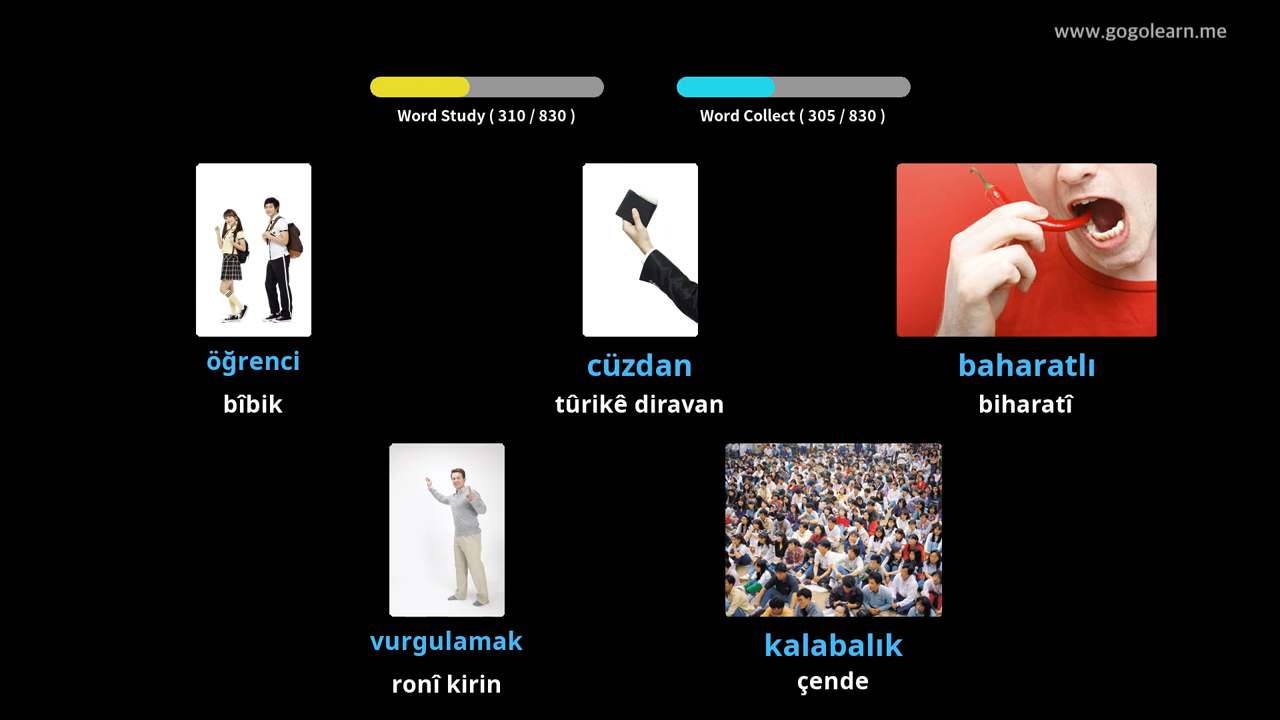 www.gogolearn.me
Word Study ( 310 / 830 )
Word Collect ( 305 / 830 )
öğrenci
bîbik
cüzdan
tûrikê diravan
baharatlı
biharatî
vurgulamak
ronî kirin
kalabalık
çende